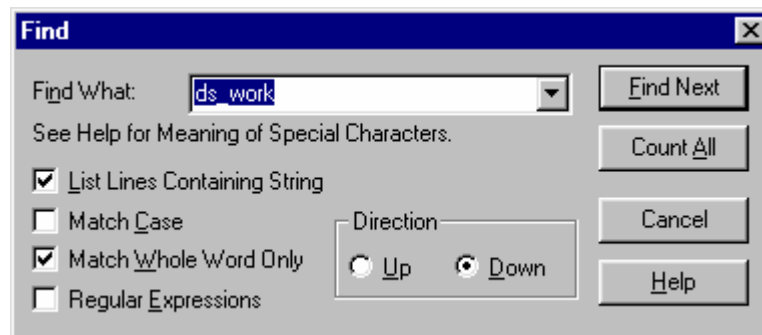 Find
Find What: ds_work
Find Next
See Help for Meaning of Special Characters.
Count All
List Lines Containing String
Match Case
Direction
Cancel
Match Whole Word Only
Up Down
Help
Regular Expressions